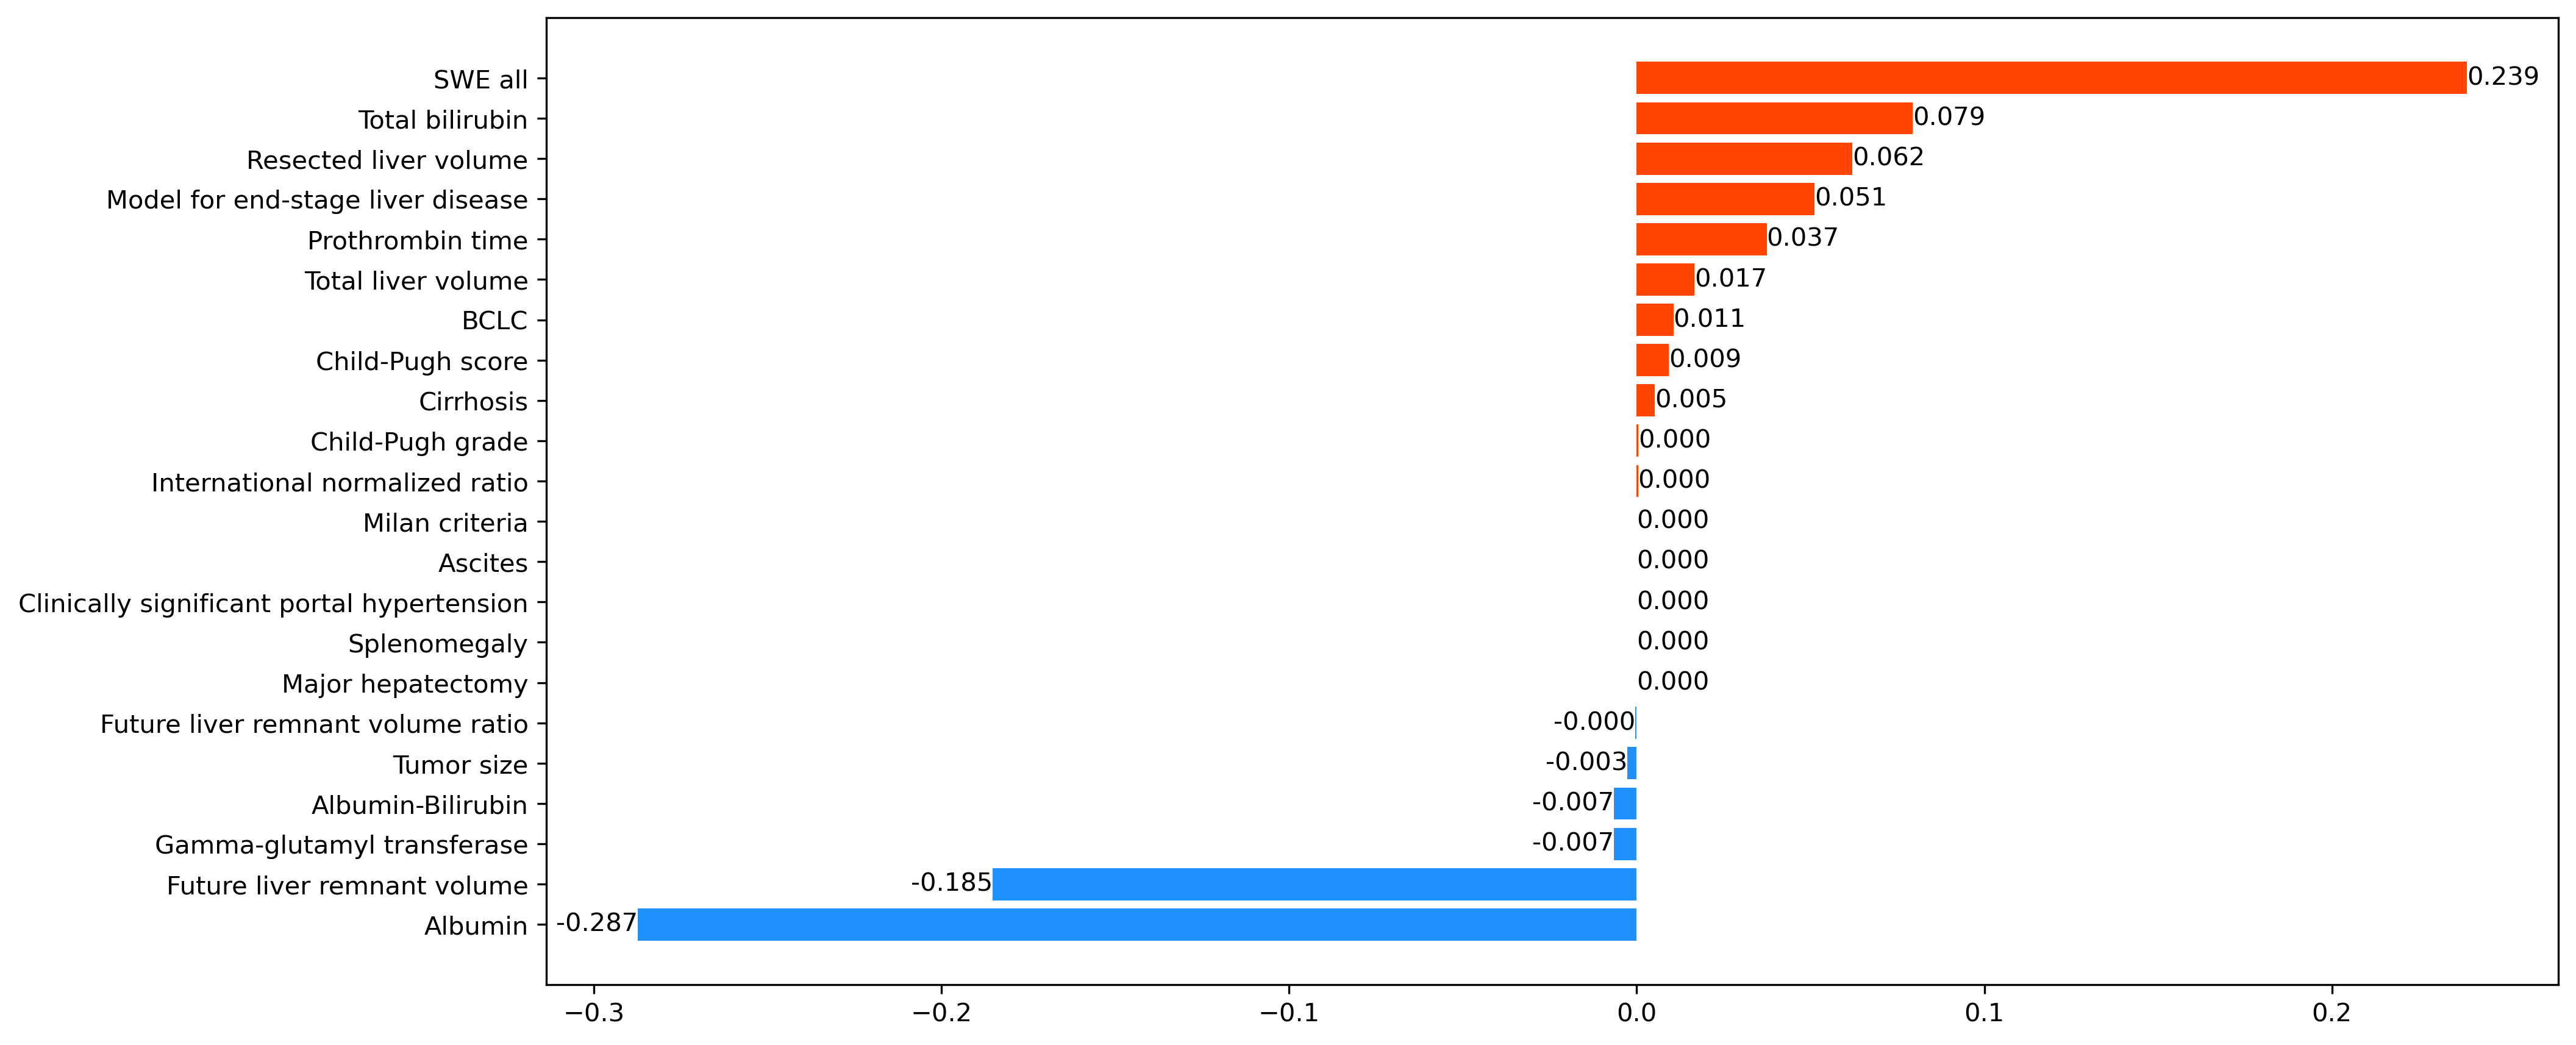 SWE all 0.239
Total bilirubin 0.079
Resected liver volume 0.062
Model for end-stage liver disease 0.051
Prothrombin time 0.037
Total liver volume 0.017
BCLC 0.011
Child-Pugh score 0.009
Cirrhosis 0.005
Child-Pugh grade 0.000
International normalized ratio 0.000
Milan criteria 0.000
Ascites 0.000
Clinically significant portal hypertension 0.000
Splenomegaly 0.000
Major hepatectomy 0.000
Future liver remnant volume ratio -0.000
Tumor size -0.003
Albumin-Bilirubin -0.007
Gamma-glutamyl transferase -0.007
Future liver remnant volume -0.185
Albumin -0.287
−0.3 −0.2 −0.1 0.0 0.1 0.2